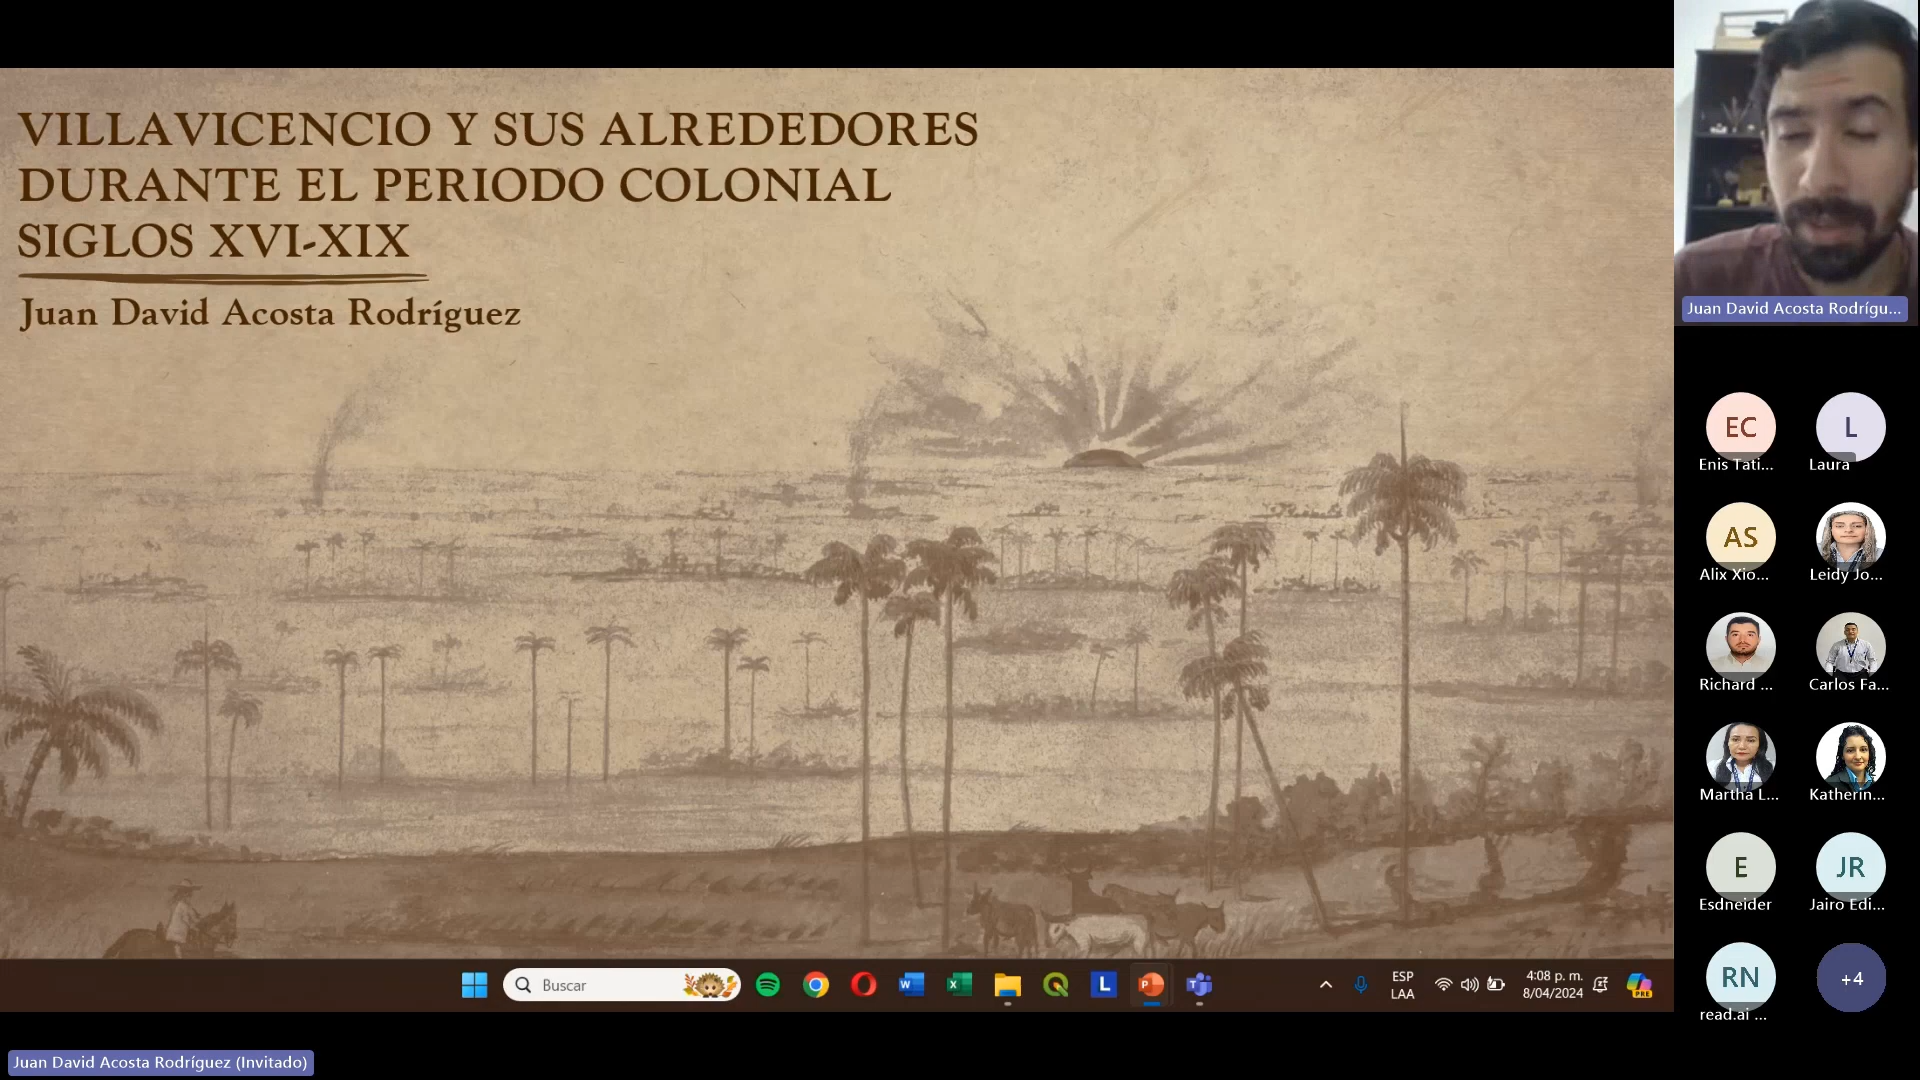 VILLAVICENCIO Y SUS ALREDEDORES
DURANTE EL PERIODO COLONIAL
SIGLOS XVI-XIX
Juan David Acosta Rodríguez
Juan David Acosta Rodrígu...
EC
L
Enis Tati...
Laura
AS
Alix Xio...
Leidy Jo...
Richard ...
Carlos Fa...
Martha L...
Katherin...
E
JR
Esdneider
Jairo Edi...
RN
+4
read.ai ...
Buscar
W
X
L
P
ESP
LAA
4:08 p. m.
8/04/2024
PRE
Juan David Acosta Rodríguez (Invitado)